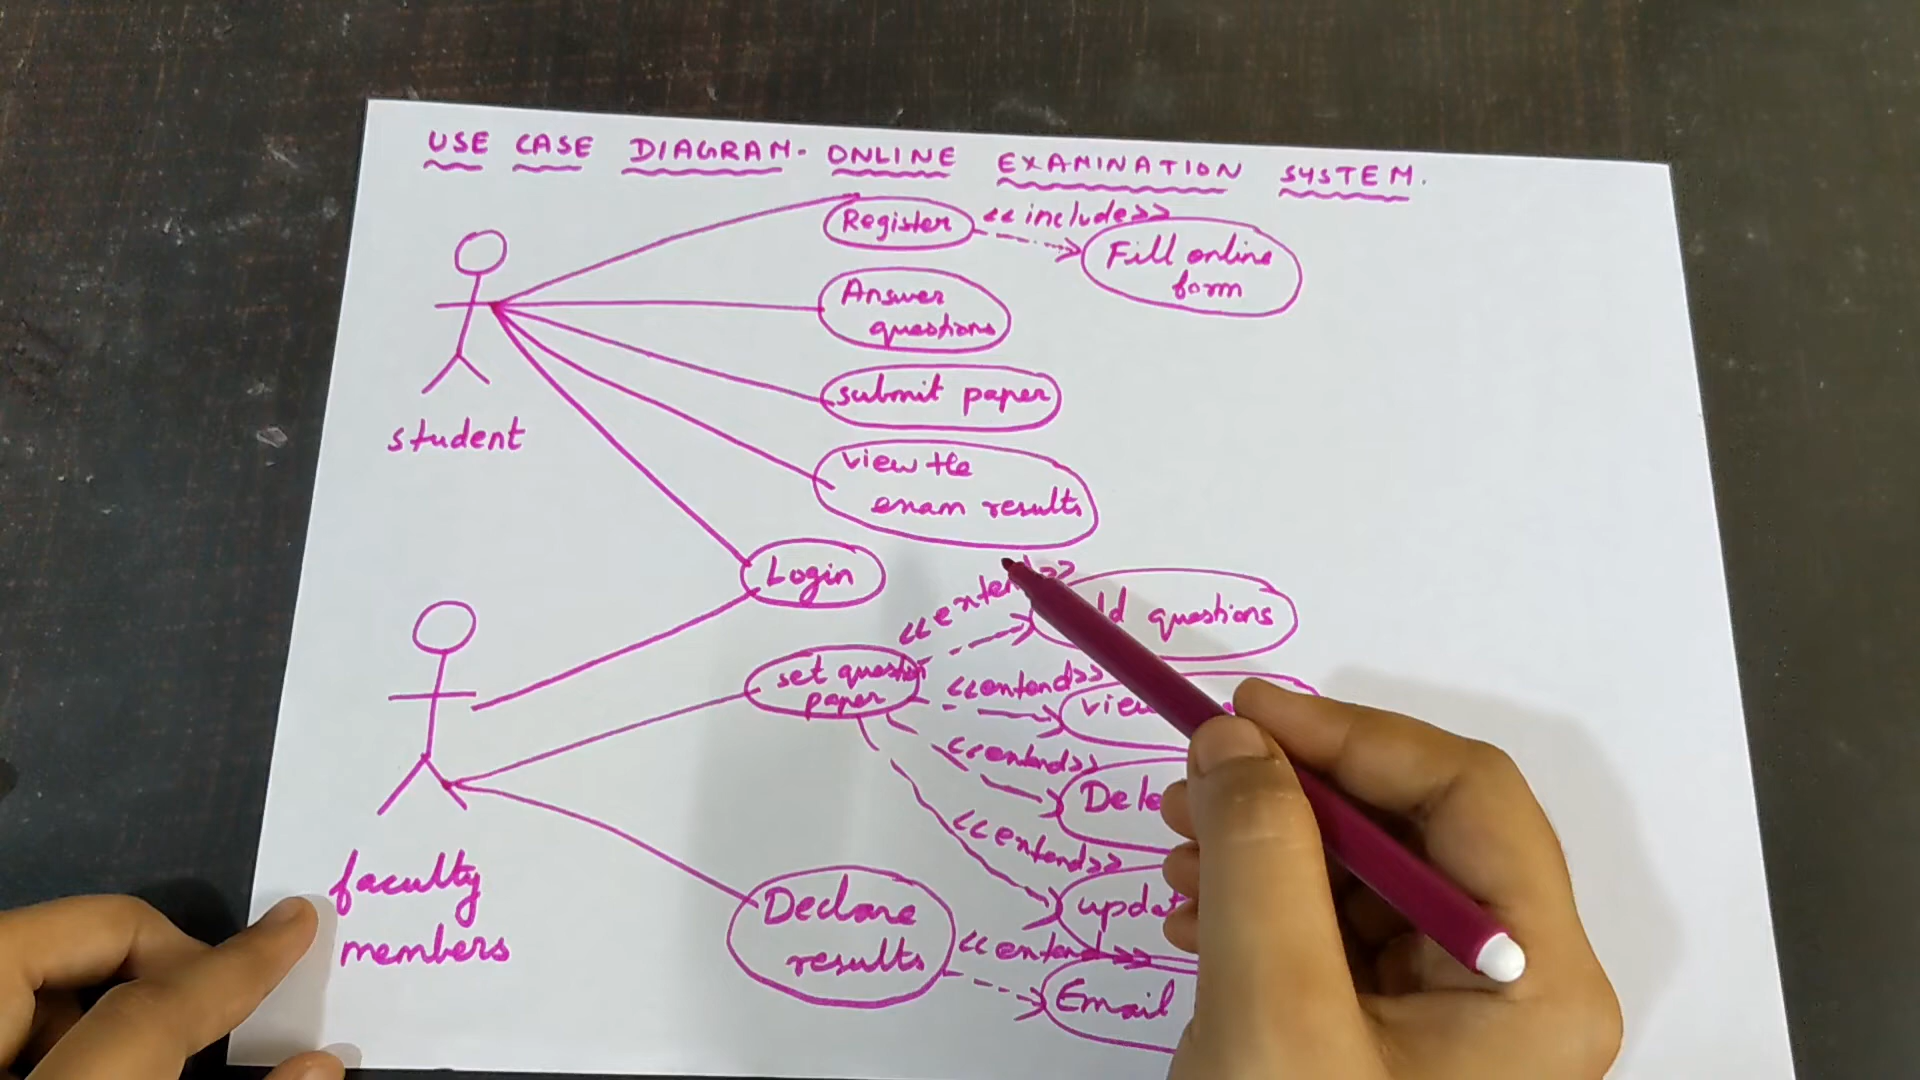 USE CASE DIAGRAM. ONLINE EXAMINATION SYSTEM.
Register
<<include>>
Fill online
form
Answer
questions
submit paper
student
view the
exam results
Login
<<extend>>
questions
set question
paper
<<extend>>
<<extend>>
<<extend>>
faculty
members
Declare
results
<<extend>>
Email